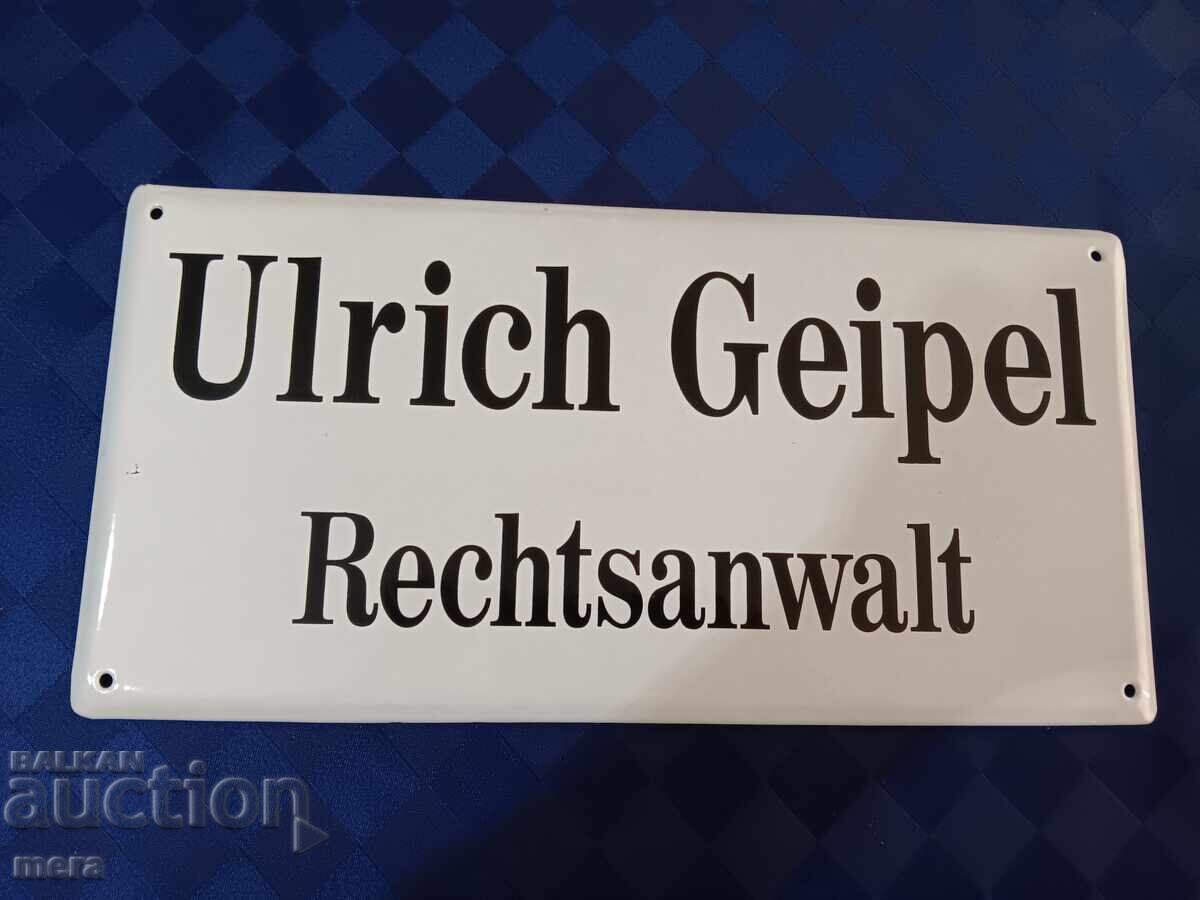 Ulrich Geipel
Rechtsanwalt
BALKAN
auction
mera